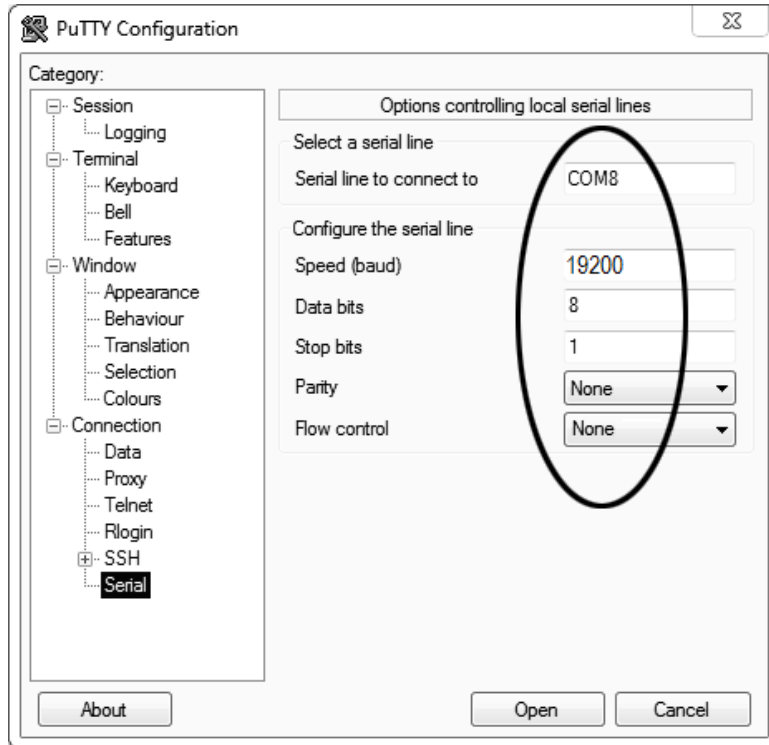 PuTTY Configuration
Category:
Session
Logging
Terminal
Keyboard
Bell
Features
Window
Appearance
Behaviour
Translation
Selection
Colours
Connection
Data
Proxy
Telnet
Rlogin
SSH
Serial
Options controlling local serial lines
Select a serial line
Serial line to connect to COM8
Configure the serial line
Speed (baud) 19200
Data bits 8
Stop bits 1
Parity None
Flow control None
About Open Cancel